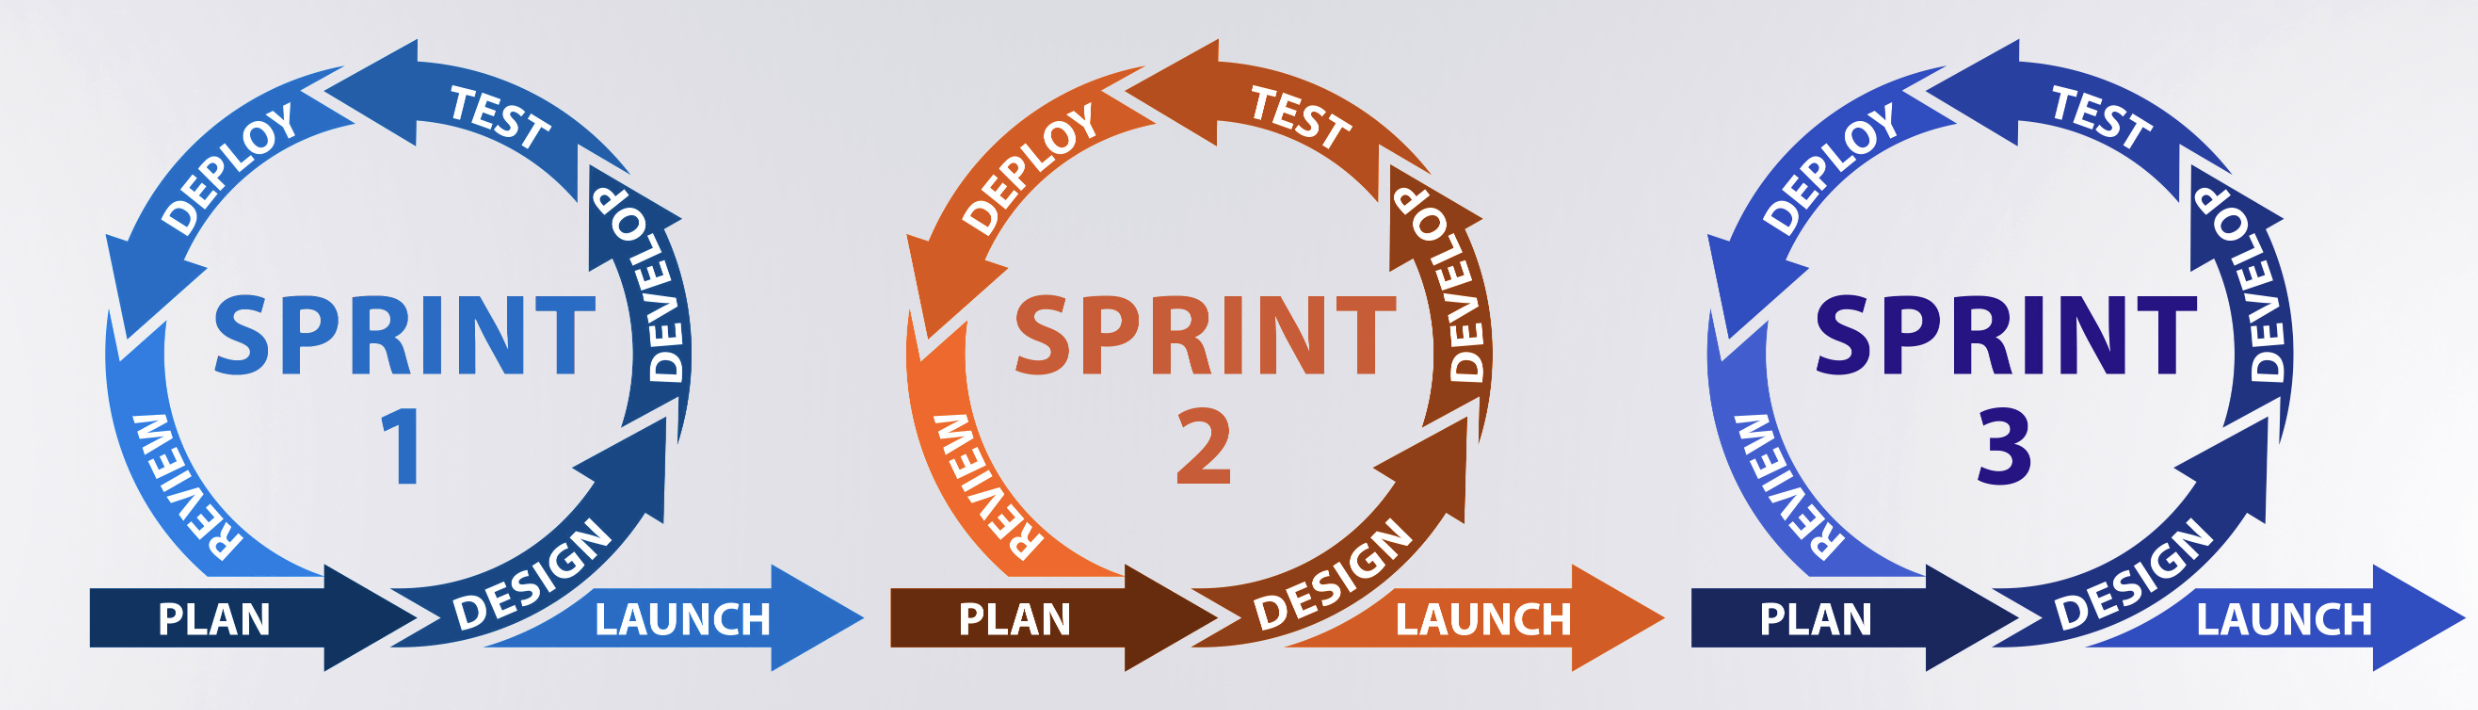 SPRINT
1
PLAN
DESIGN
DEVELOP
TEST
DEPLOY
REVIEW
LAUNCH
SPRINT
2
PLAN
DESIGN
DEVELOP
TEST
DEPLOY
REVIEW
LAUNCH
SPRINT
3
PLAN
DESIGN
DEVELOP
TEST
DEPLOY
REVIEW
LAUNCH